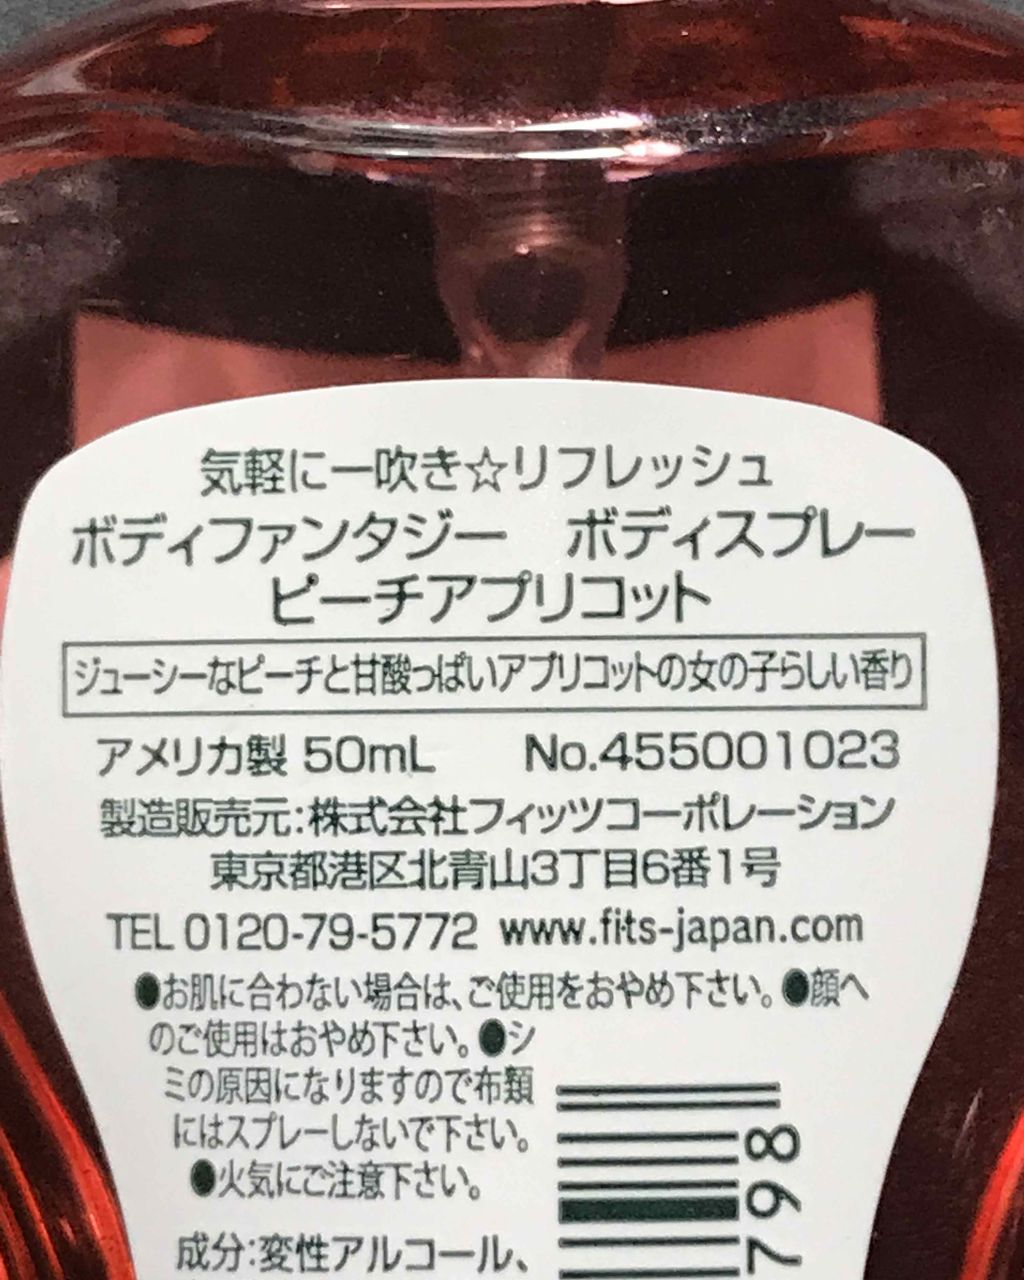 気軽に一吹き☆リフレッシュ
ボディファンタジー　ボディスプレー
ピーチアプリコット
ジューシーなピーチと甘酸っぱいアプリコットの女の子らしい香り
アメリカ製 50mL　No.455001023
製造販売元:株式会社フィッツコーポレーション
東京都港区北青山3丁目6番1号
TEL 0120-79-5772 www.fits-japan.com
●お肌に合わない場合は、ご使用をおやめ下さい。●顔へ
のご使用はおやめ下さい。●シ
ミの原因になりますので布類
にはスプレーしないで下さい。
●火気にご注意下さい。
成分:変性アルコール、
798